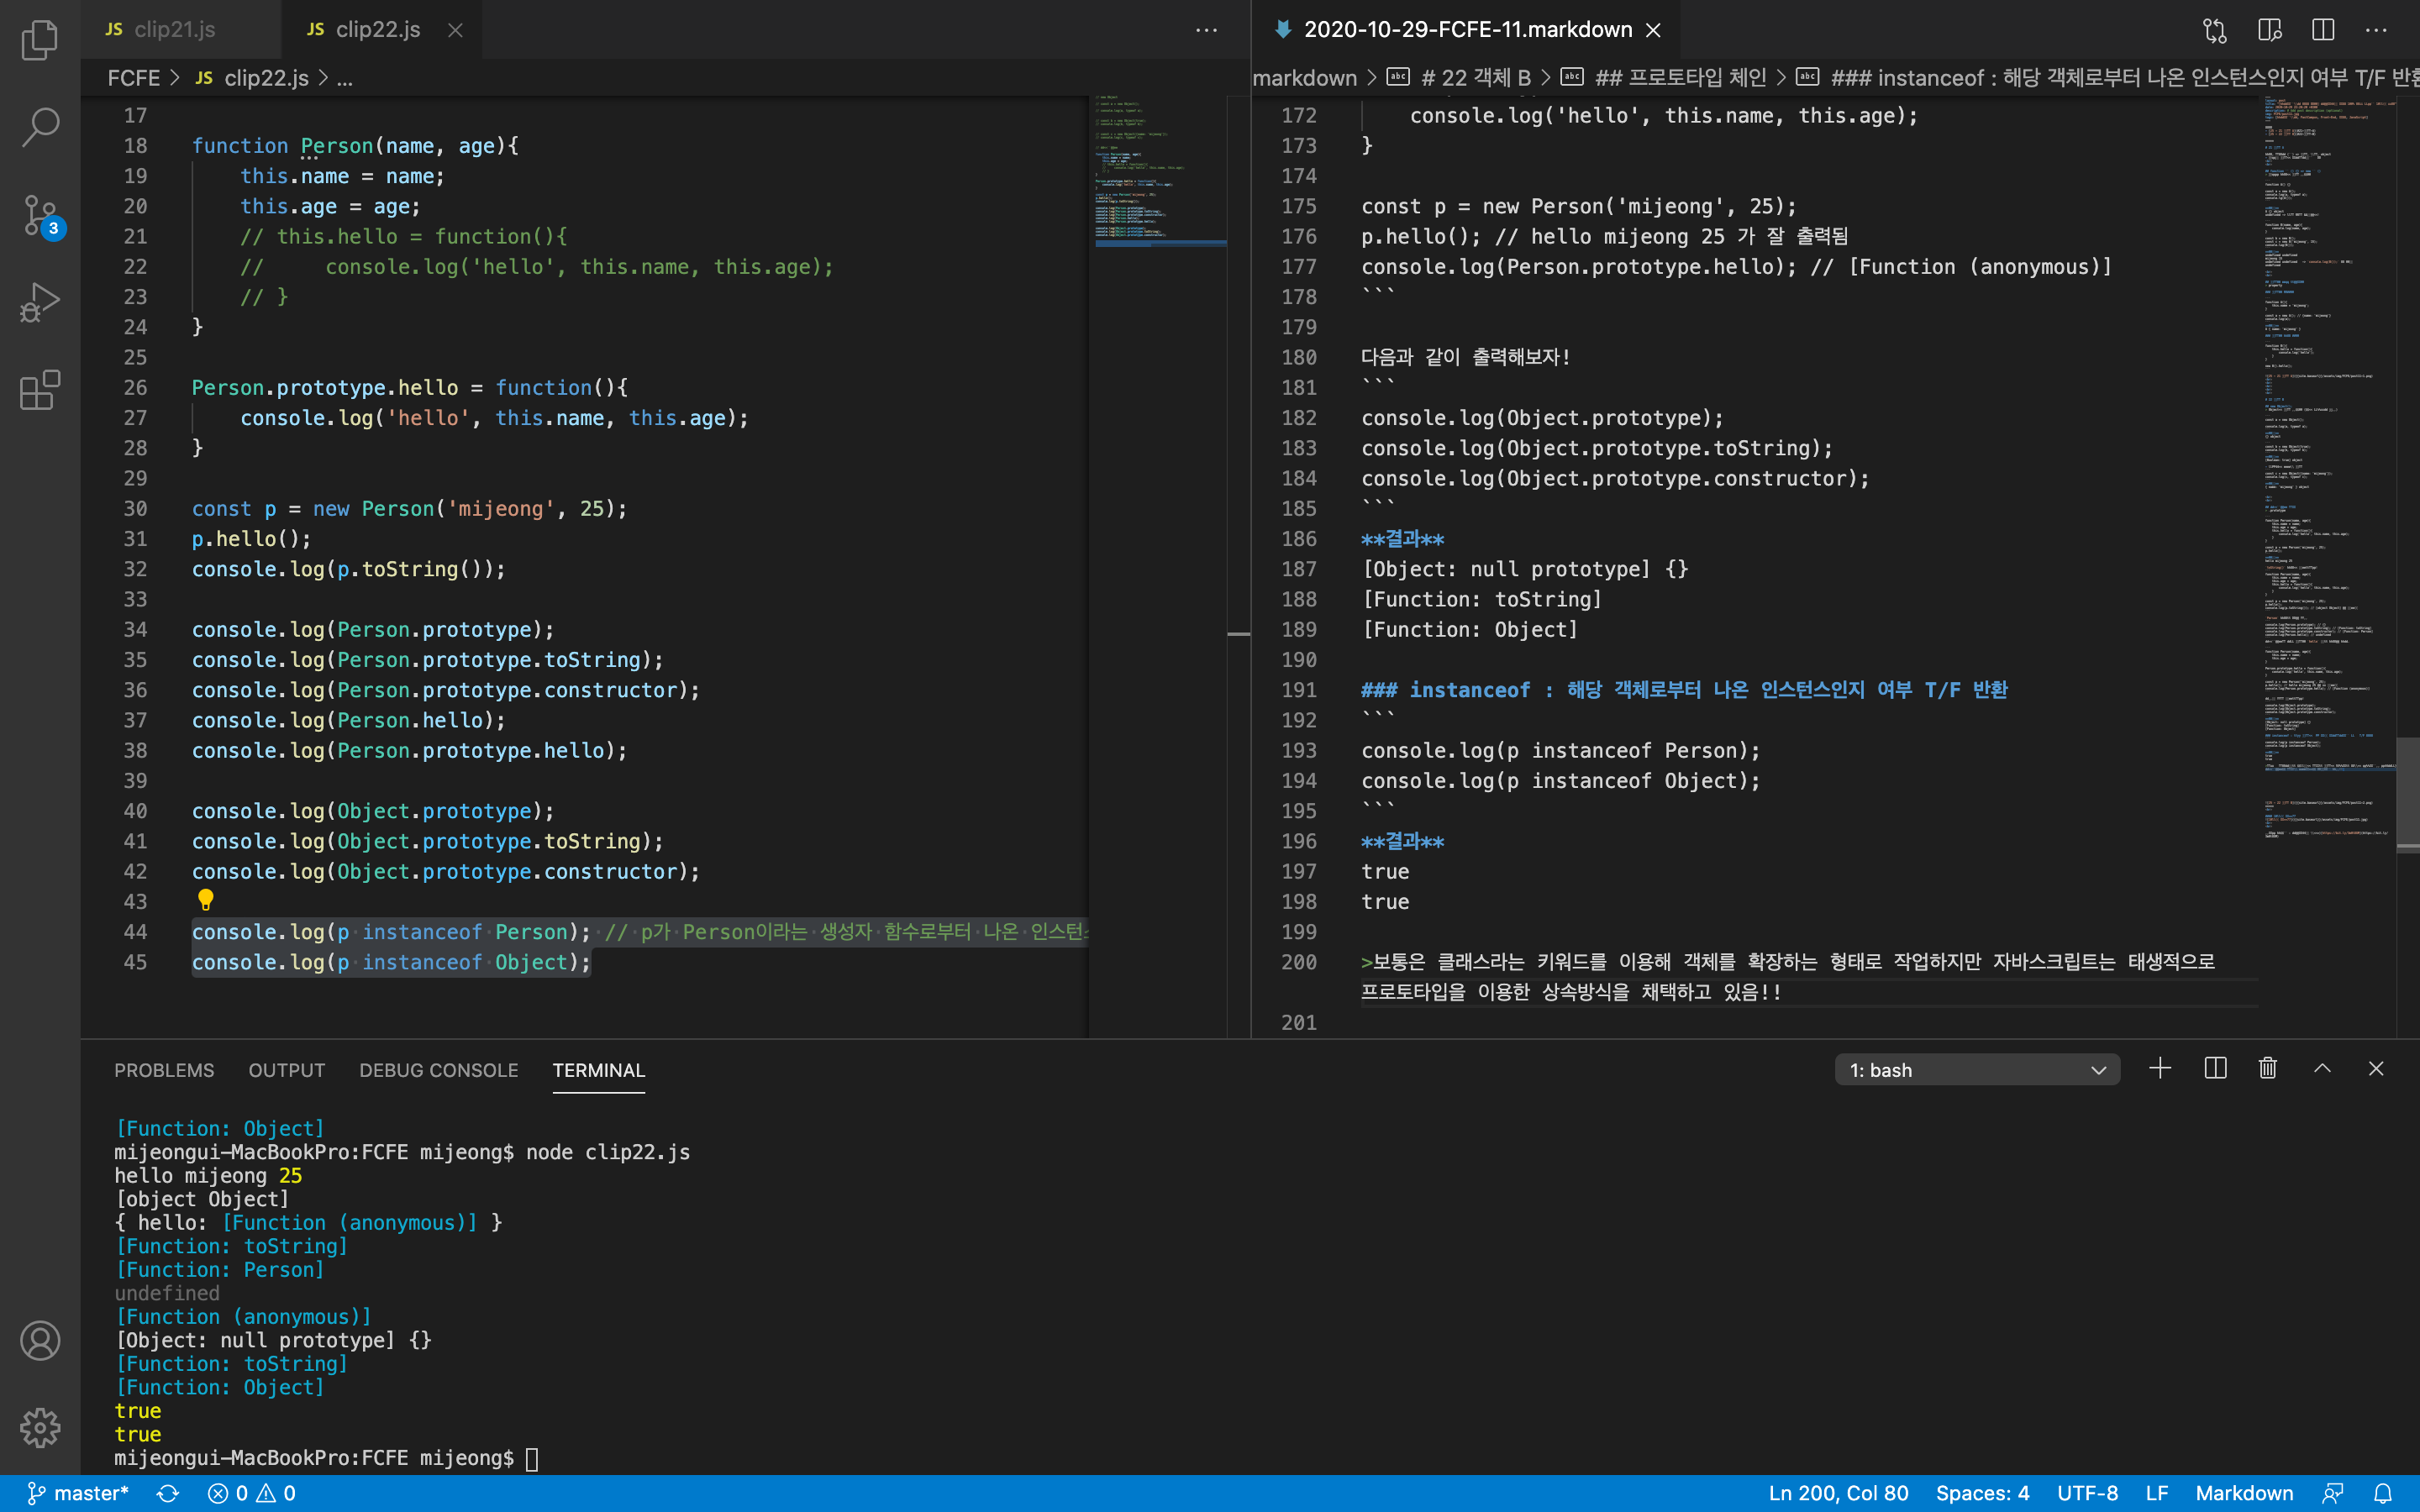 JS clip21.js
JS clip22.js
FCFE > JS clip22.js > ...
17
18 function Person(name, age){
19 this.name = name;
20 this.age = age;
21 // this.hello = function(){
22 // console.log('hello', this.name, this.age);
23 // }
24 }
25
26 Person.prototype.hello = function(){
27 console.log('hello', this.name, this.age);
28 }
29
30 const p = new Person('mijeong', 25);
31 p.hello();
32 console.log(p.toString());
33
34 console.log(Person.prototype);
35 console.log(Person.prototype.toString);
36 console.log(Person.prototype.constructor);
37 console.log(Person.hello);
38 console.log(Person.prototype.hello);
39
40 console.log(Object.prototype);
41 console.log(Object.prototype.toString);
42 console.log(Object.prototype.constructor);
43
44 console.log(p instanceof Person); // p가 Person이라는 생성자 함수로부터 나온
45 console.log(p instanceof Object);
2020-10-29-FCFE-11.markdown
markdown > # 22 객체 B > ## 프로토타입 체인 > ### instanceof : 해당 객체로부터 나온 인스턴스인지 여부 T/F
172 console.log('hello', this.name, this.age);
173 }
174
175 const p = new Person('mijeong', 25);
176 p.hello(); // hello mijeong 25 가 잘 출력됨
177 console.log(Person.prototype.hello); // [Function (anonymous)]
178 ```
179
180 다음과 같이 출력해보자!
181 ```
182 console.log(Object.prototype);
183 console.log(Object.prototype.toString);
184 console.log(Object.prototype.constructor);
185 ```
186 **결과**
187 [Object: null prototype] {}
188 [Function: toString]
189 [Function: Object]
190
191 ### instanceof : 해당 객체로부터 나온 인스턴스인지 여부 T/F 반환
192 ```
193 console.log(p instanceof Person);
194 console.log(p instanceof Object);
195 ```
196 **결과**
197 true
198 true
199
200 >보통은 클래스라는 키워드를 이용해 객체를 확장하는 형태로 작업하지만 자바스크립트는 태생적으로
프로토타입을 이용한 상속방식을 채택하고 있음!!
201
3
PROBLEMS OUTPUT DEBUG CONSOLE TERMINAL
1: bash
[Function: Object]
mijeongui-MacBookPro:FCFE mijeong$ node clip22.js
hello mijeong 25
[object Object]
{ hello: [Function (anonymous)] }
[Function: toString]
[Function: Person]
undefined
[Function (anonymous)]
[Object: null prototype] {}
[Function: toString]
[Function: Object]
true
true
mijeongui-MacBookPro:FCFE mijeong$
master* 0 0
Ln 200, Col 80 Spaces: 4 UTF-8 LF Markdown